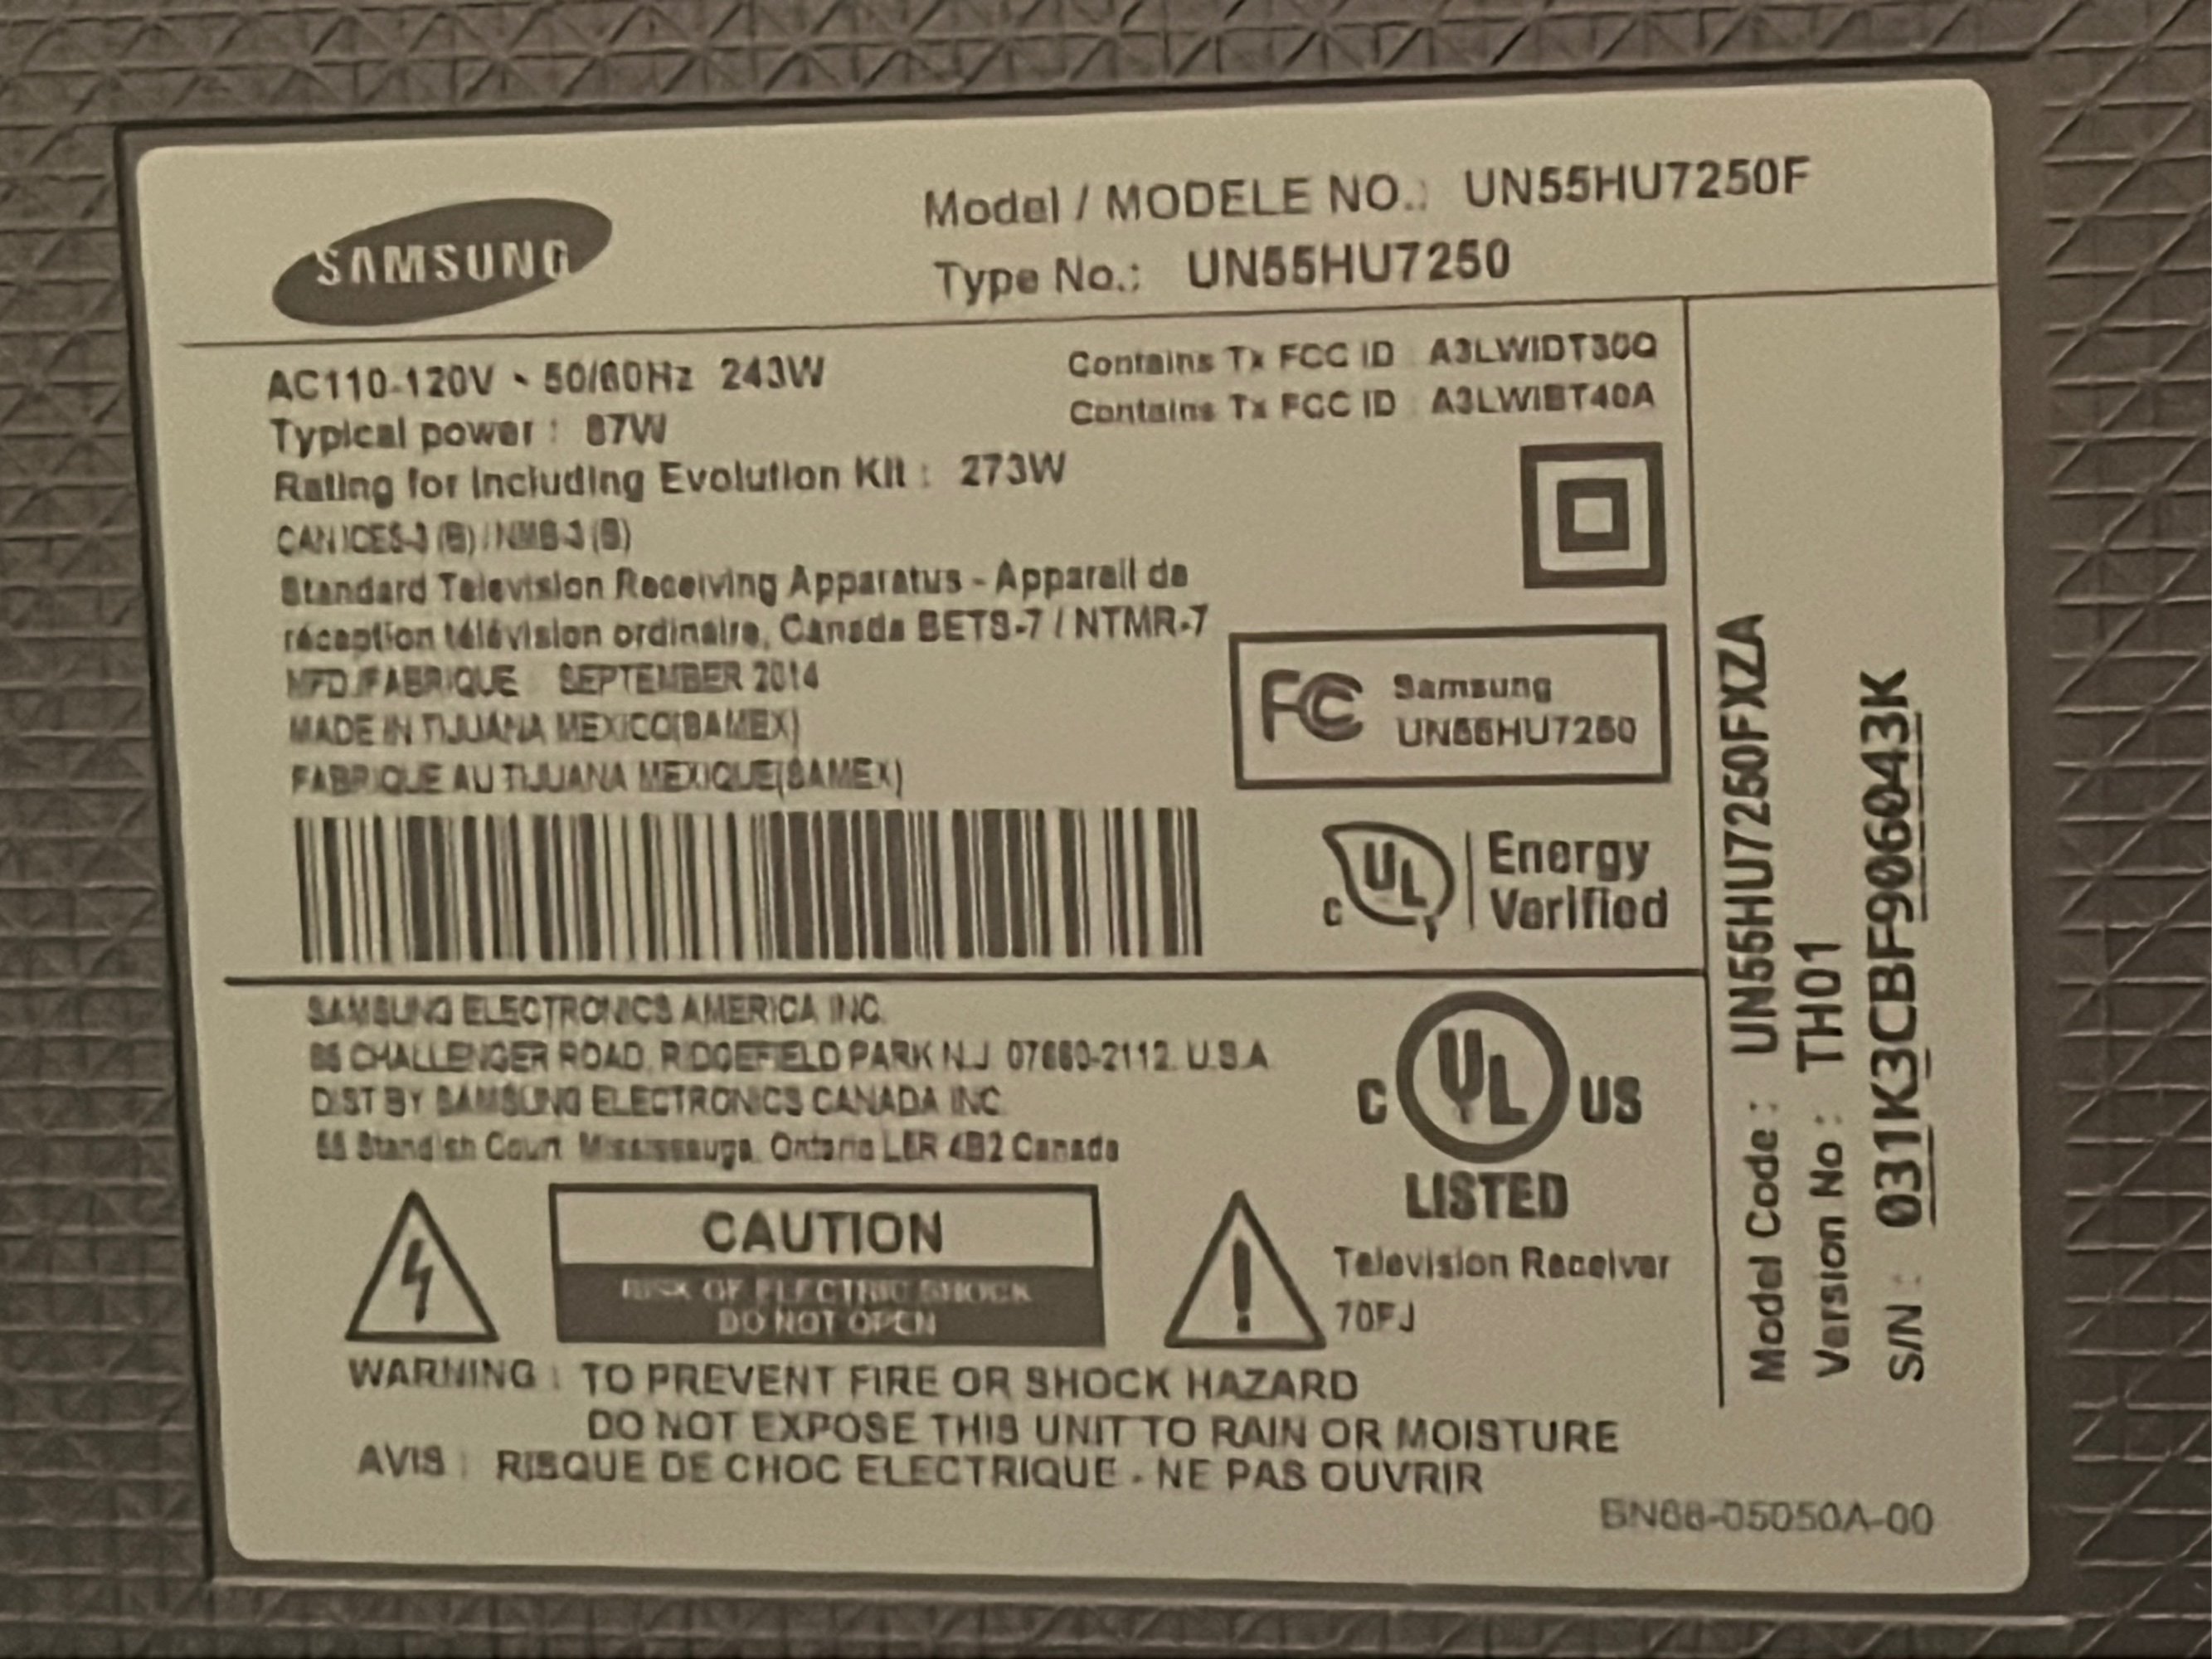 SAMSUNG
Model / MODELE NO.: UN55HU7250F
Type No.: UN55HU7250
AC110-120V ~ 50/60Hz 243W
Typical power : 87W
Rating for Including Evolution Kit : 273W
CAN ICES-3 (B) / NMB-3 (B)
Standard Television Receiving Apparatus - Appareil de
réception télévision ordinaire, Canada BETS-7 / NTMR-7
MFD./FABRIQUE SEPTEMBER 2014
MADE IN TIJUANA MEXICO(SAMEX)
FABRIQUE AU TIJUANA MEXIQUE(SAMEX)
Contains Tx FCC ID : A3LWIDT30Q
Contains Tx FCC ID : A3LWIBT40A
FC Samsung
UN55HU7250
C UL Energy
Verified
SAMSUNG ELECTRONICS AMERICA INC.
85 CHALLENGER ROAD, RIDGEFIELD PARK N.J. 07660-2112. U.S.A
DIST BY SAMSUNG ELECTRONICS CANADA INC.
55 Standish Court Mississauga, Ontario L5R 4B2 Canada
C UL US
LISTED
Television Receiver
70FJ
CAUTION
RISK OF ELECTRIC SHOCK
DO NOT OPEN
WARNING : TO PREVENT FIRE OR SHOCK HAZARD
DO NOT EXPOSE THIS UNIT TO RAIN OR MOISTURE
AVIS : RISQUE DE CHOC ELECTRIQUE - NE PAS OUVRIR
BN68-05050A-00
Model Code : UN55HU7250FXZA
Version No : TH01
S/N : 031K3CBF906043K